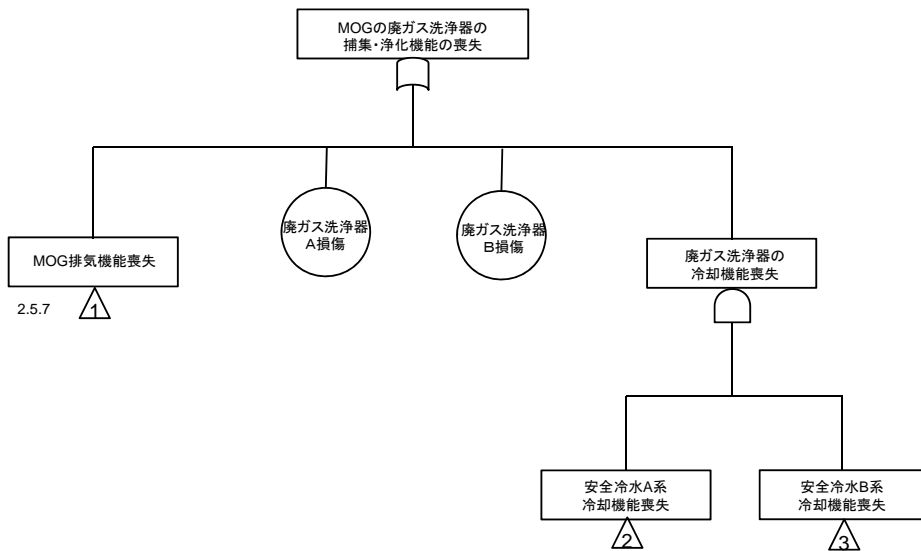 MOGの廃ガス洗浄器の
捕集・浄化機能の喪失
廃ガス洗浄器
A損傷
廃ガス洗浄器
B損傷
MOG排気機能喪失
廃ガス洗浄器の
冷却機能喪失
2.5.7
1
安全冷水A系
冷却機能喪失
安全冷水B系
冷却機能喪失
2
3